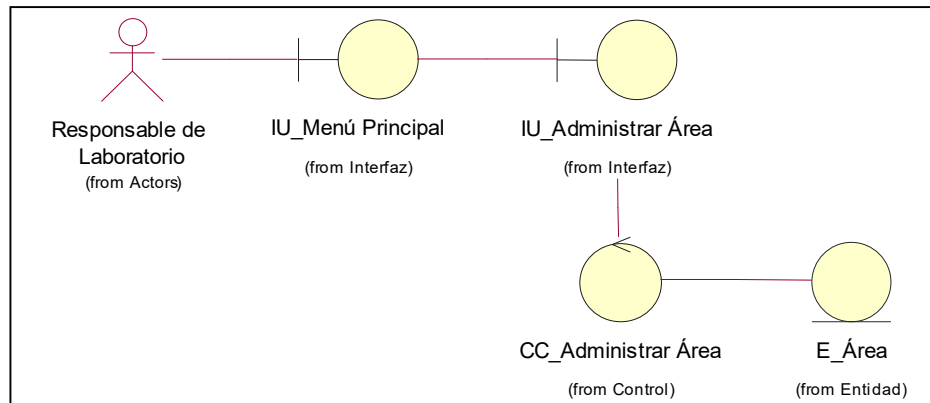 Responsable de
Laboratorio
(from Actors)
IU_Menú Principal
(from Interfaz)
IU_Administrar Área
(from Interfaz)
CC_Administrar Área
(from Control)
E_Área
(from Entidad)